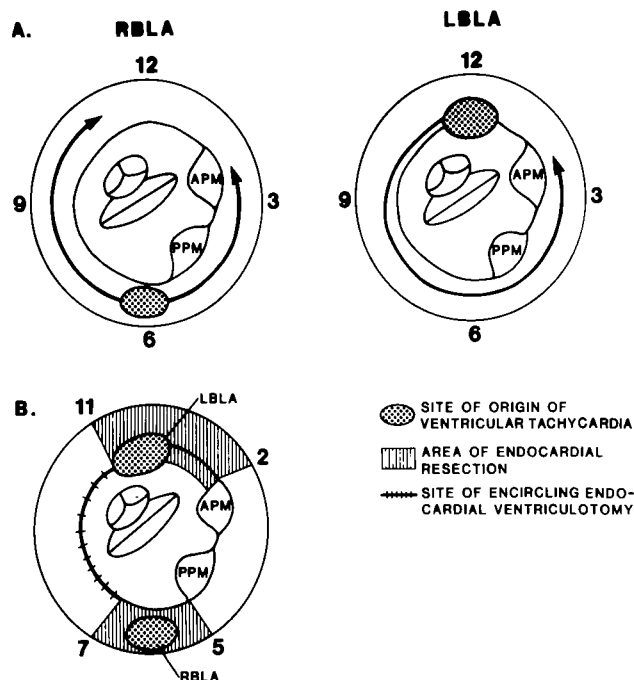 A.
RBLA
LBLA
12
12
9
APM
3
PPM
6
9
APM
3
PPM
6
B.
11
LBLA
2
APM
PPM
7
5
RBLA
SITE OF ORIGIN OF
VENTRICULAR TACHYCARDIA
AREA OF ENDOCARDIAL
RESECTION
SITE OF ENCIRCLING ENDO-
CARDIAL VENTRICULOTOMY